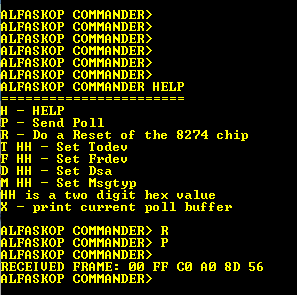 ALFASKOP COMMANDER>
ALFASKOP COMMANDER>
ALFASKOP COMMANDER>
ALFASKOP COMMANDER>
ALFASKOP COMMANDER>
ALFASKOP COMMANDER>
ALFASKOP COMMANDER HELP
=======================
H - HELP
P - Send Poll
R - Do a Reset of the 8274 chip
T HH - Set Todev
F HH - Set Frdev
D HH - Set Dsa
M HH - Set Msgtyp
HH is a two digit hex value
X - print current poll buffer
ALFASKOP COMMANDER> R
ALFASKOP COMMANDER> P
ALFASKOP COMMANDER>
RECEIVED FRAME: 00 FF C0 A0 8D 56
ALFASKOP COMMANDER>